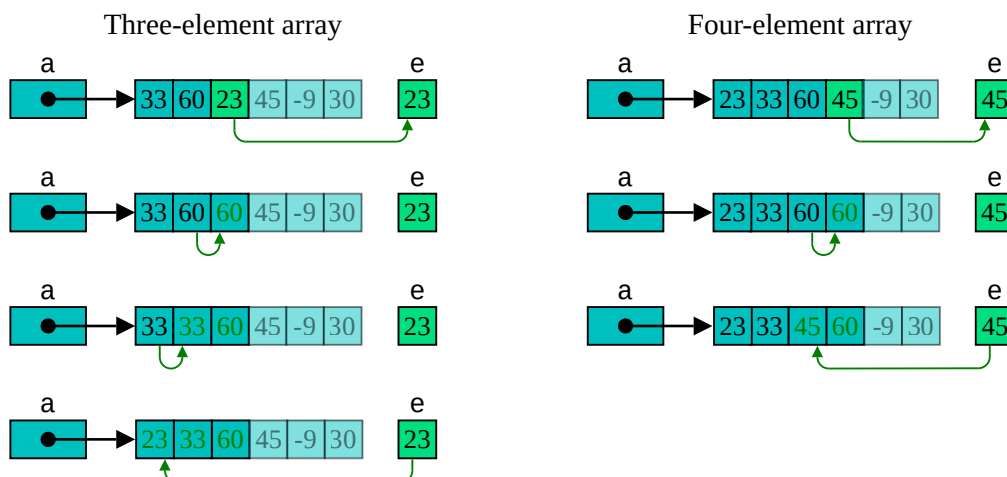 Three-element array
a e
33 60 23 45 -9 30 23
a e
33 60 60 45 -9 30 23
a e
33 33 60 45 -9 30 23
a e
23 33 60 45 -9 30 23
Four-element array
a e
23 33 60 45 -9 30 45
a e
23 33 60 60 -9 30 45
a e
23 33 45 60 -9 30 45